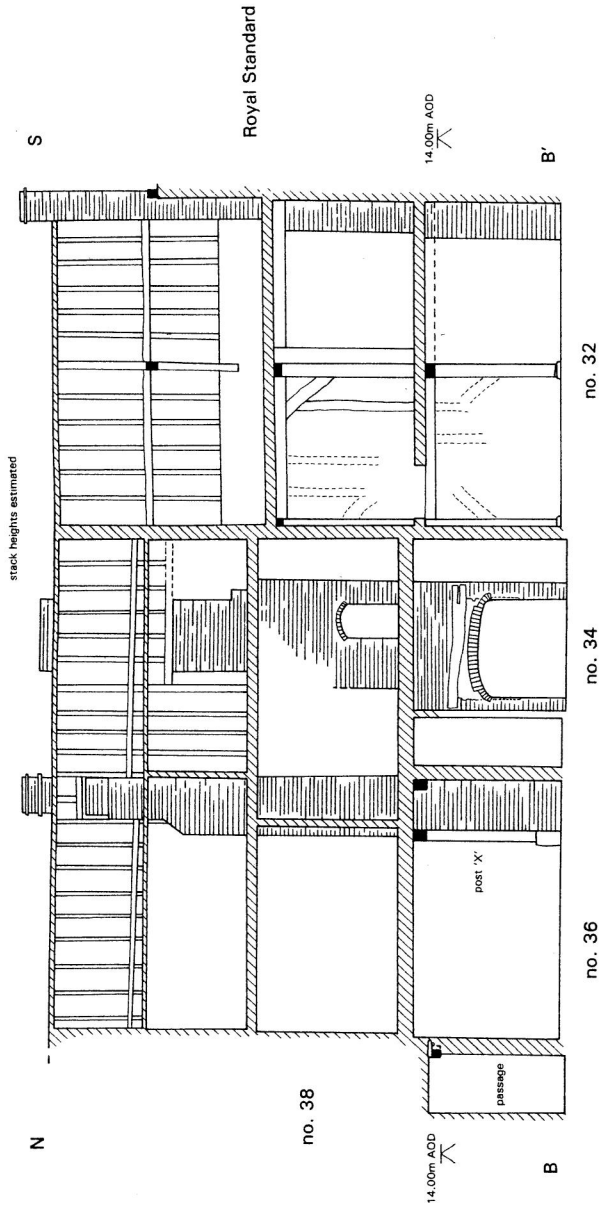 stack heights estimated
N
S
no. 38
Royal Standard
14.00m AOD
14.00m AOD
passage
post 'X'
B
B'
no. 36
no. 34
no. 32